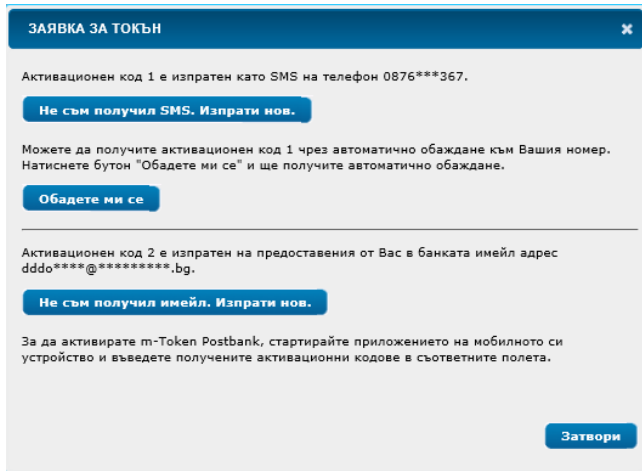 ЗАЯВКА ЗА ТОКЪН
Активационен код 1 е изпратен като SMS на телефон 0876***367.
Не съм получил SMS. Изпрати нов.
Можете да получите активационен код 1 чрез автоматично обаждане към Вашия номер.
Натиснете бутон "Обадете ми се" и ще получите автоматично обаждане.
Обадете ми се
Активационен код 2 е изпратен на предоставения от Вас в банката имейл адрес
dddo****@*********.bg.
Не съм получил имейл. Изпрати нов.
За да активирате m-Token Postbank, стартирайте приложението на мобилното си
устройство и въведете получените активационни кодове в съответните полета.
Затвори